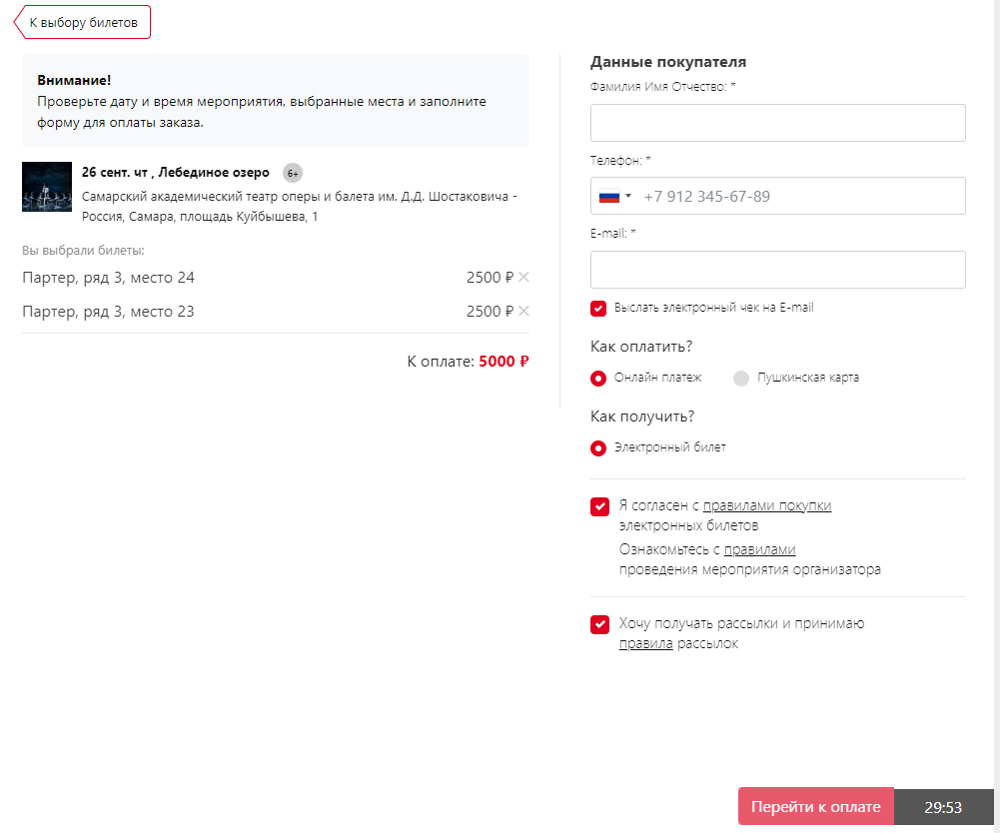 К выбору билетов
Внимание!
Проверьте дату и время мероприятия, выбранные места и заполните
форму для оплаты заказа.
26 сент. чт , Лебединое озеро 6+
Самарский академический театр оперы и балета им. Д.Д. Шостаковича -
Россия, Самара, площадь Куйбышева, 1
Вы выбрали билеты:
Партер, ряд 3, место 24 2500 ₽
Партер, ряд 3, место 23 2500 ₽
К оплате: 5000 ₽
Данные покупателя
Фамилия Имя Отчество: *
Телефон: *
+7 912 345-67-89
E-mail: *
Выслать электронный чек на E-mail
Как оплатить?
Онлайн платеж Пушкинская карта
Как получить?
Электронный билет
Я согласен с правилами покупки
электронных билетов
Ознакомьтесь с правилами
проведения мероприятия организатора
Хочу получать рассылки и принимаю
правила рассылок
Перейти к оплате 29:53